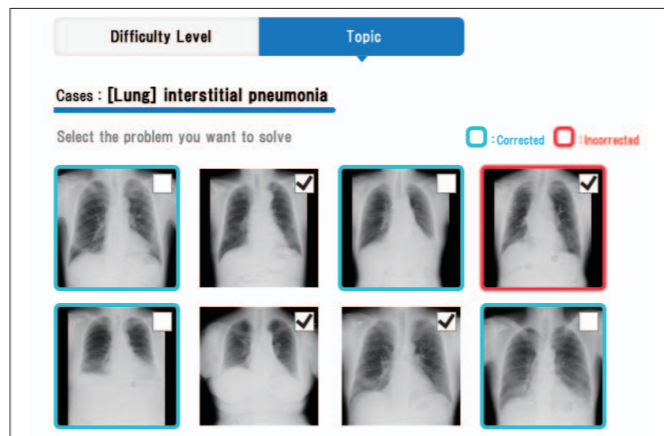 Difficulty Level
Topic
Cases : [Lung] interstitial pneumonia
Select the problem you want to solve
: Corrected : Incorrected